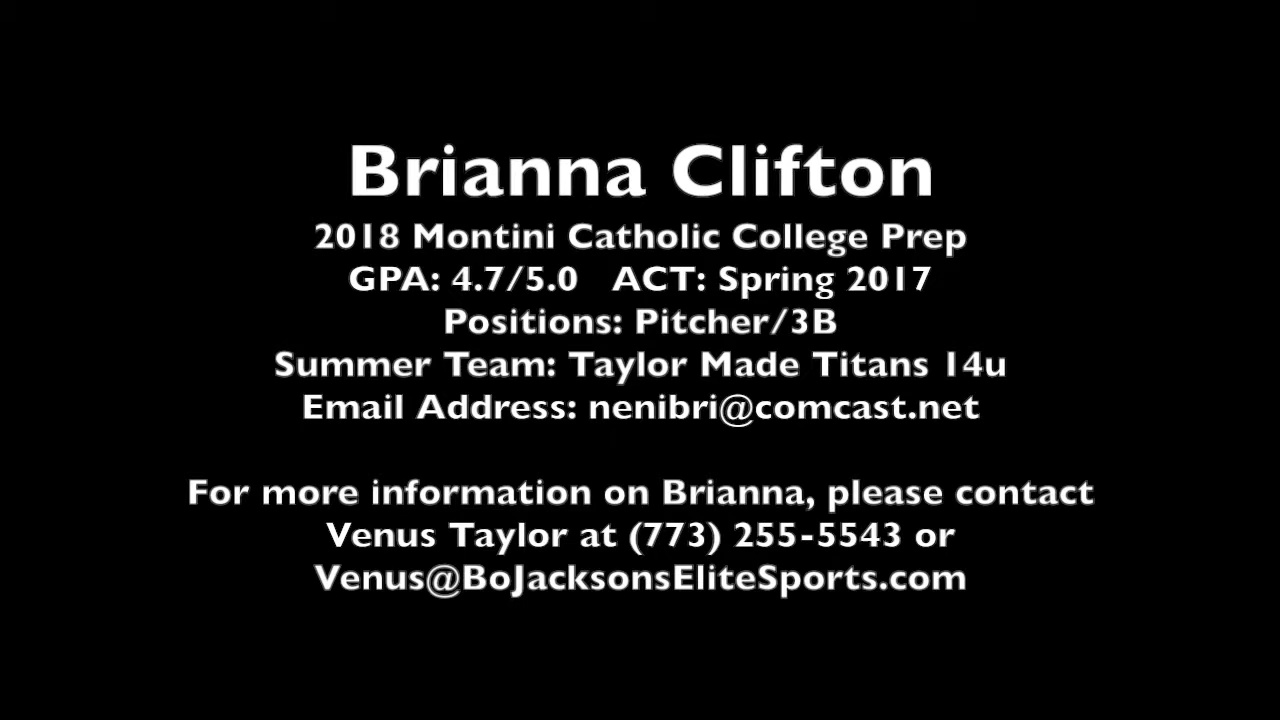 Brianna Clifton
2018 Montini Catholic College Prep
GPA: 4.7/5.0 ACT: Spring 2017
Positions: Pitcher/3B
Summer Team: Taylor Made Titans 14u
Email Address: nenibri@comcast.net
For more information on Brianna, please contact
Venus Taylor at (773) 255-5543 or
Venus@BoJacksonsEliteSports.com